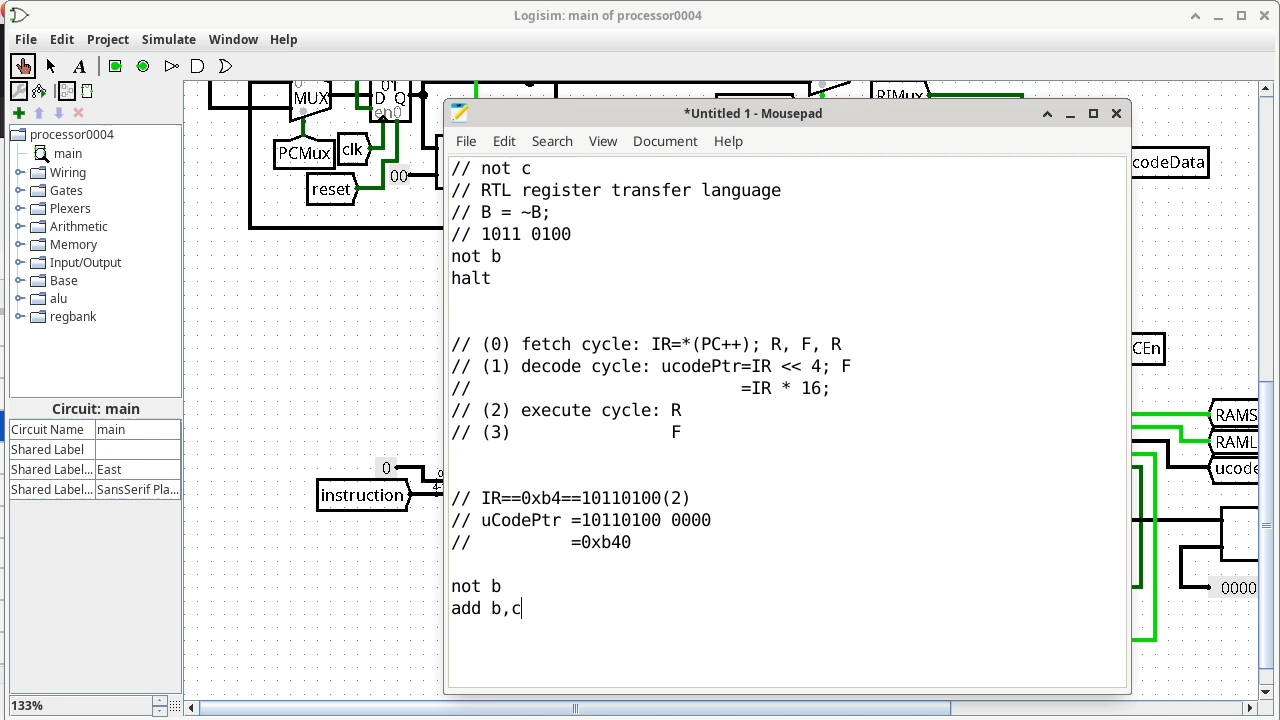 Logisim: main of processor0004
File Edit Project Simulate Window Help
A
processor0004
main
Wiring
Gates
Plexers
Arithmetic
Memory
Input/Output
Base
alu
regbank
Circuit: main
Circuit Name main
Shared Label
Shared Label... East
Shared Label... SansSerif Pla...
133%
MUX
D Q
en0
PCMux
clk
reset
00
RIMux
0
instruction
codeData
CEn
RAMS
RAML
ucode
0000
*Untitled 1 - Mousepad
File Edit Search View Document Help
// not c
// RTL register transfer language
// B = ~B;
// 1011 0100
not b
halt
// (0) fetch cycle: IR=*(PC++); R, F, R
// (1) decode cycle: ucodePtr=IR << 4; F
// =IR * 16;
// (2) execute cycle: R
// (3) F
// IR==0xb4==10110100(2)
// uCodePtr =10110100 0000
// =0xb40
not b
add b,c